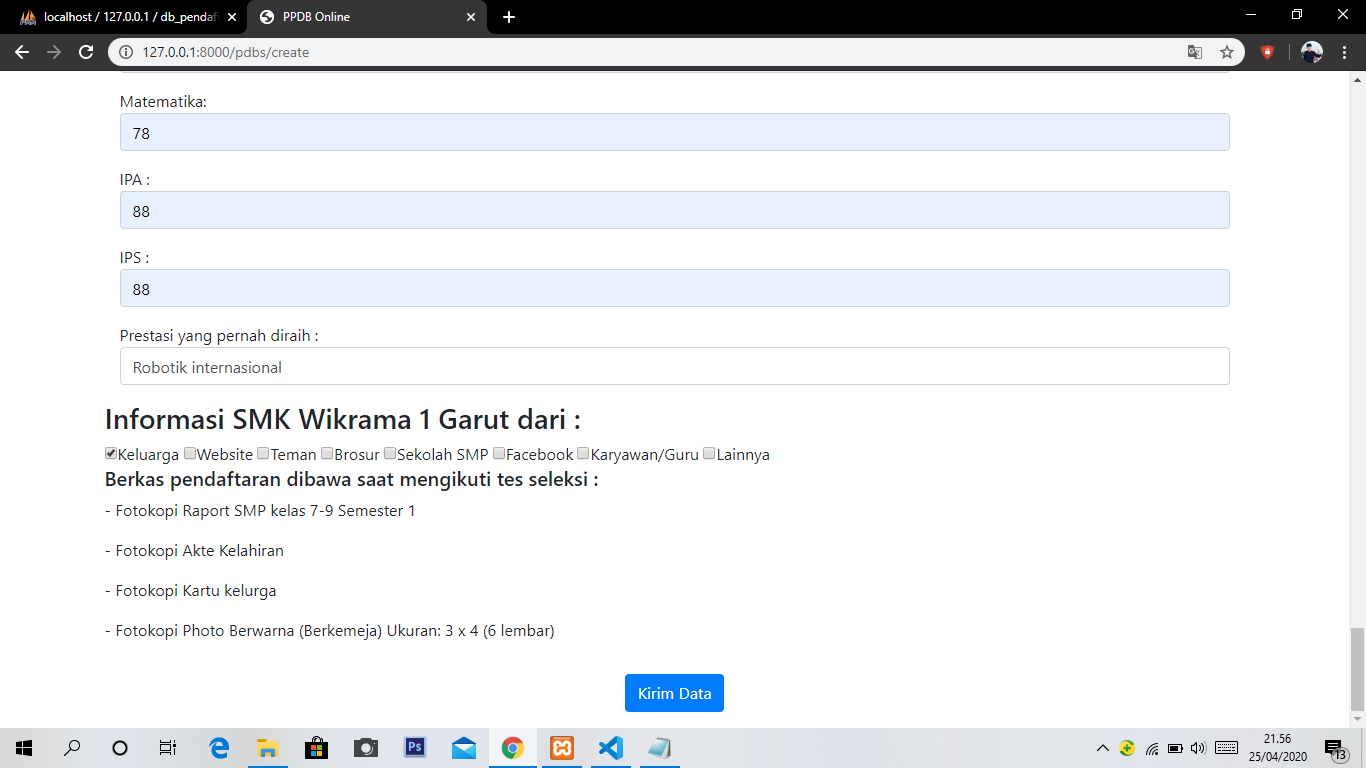 localhost / 127.0.0.1 / db_pendaf
PPDB Online
127.0.0.1:8000/pdbs/create
Matematika:
78
IPA :
88
IPS :
88
Prestasi yang pernah diraih :
Robotik internasional
Informasi SMK Wikrama 1 Garut dari :
Keluarga Website Teman Brosur Sekolah SMP Facebook Karyawan/Guru Lainnya
Berkas pendaftaran dibawa saat mengikuti tes seleksi :
- Fotokopi Raport SMP kelas 7-9 Semester 1
- Fotokopi Akte Kelahiran
- Fotokopi Kartu kelurga
- Fotokopi Photo Berwarna (Berkemeja) Ukuran: 3 x 4 (6 lembar)
Kirim Data
Ps
21.56
25/04/2020
13